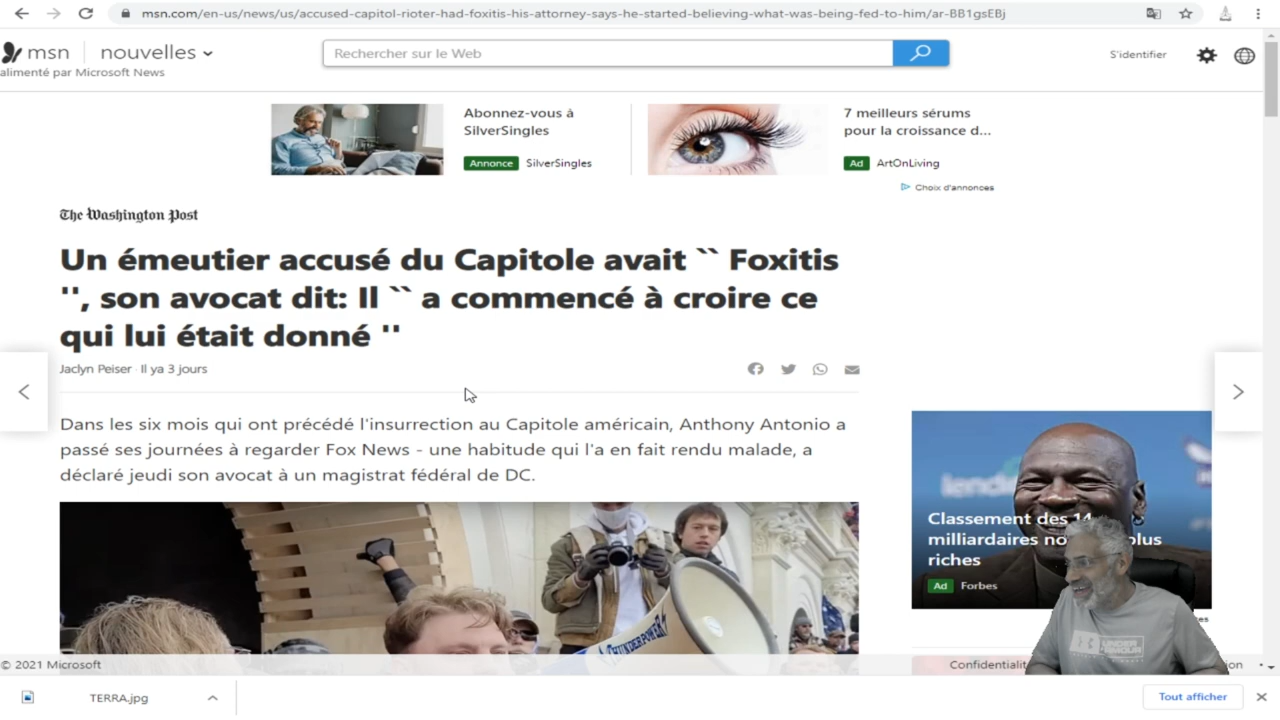 msn.com/en-us/news/us/accused-capitol-rioter-had-foxitis-his-attorney-says-he-started-believing-what-was-being-fed-to-him/ar-BB1gsEBj
msn nouvelles
alimenté par Microsoft News
Rechercher sur le Web
S'identifier
Abonnez-vous à
SilverSingles
Annonce SilverSingles
7 meilleurs sérums
pour la croissance d...
Ad ArtOnLiving
Choix d'annonces
The Washington Post
Un émeutier accusé du Capitole avait `` Foxitis
'', son avocat dit: Il `` a commencé à croire ce
qui lui était donné ''
Jaclyn Peiser · Il ya 3 jours
Dans les six mois qui ont précédé l'insurrection au Capitole américain, Anthony Antonio a
passé ses journées à regarder Fox News - une habitude qui l'a en fait rendu malade, a
déclaré jeudi son avocat à un magistrat fédéral de DC.
THUNDERPOWER
Classement des 14
milliardaires
riches
Ad Forbes
UNDER
ARMOUR
© 2021 Microsoft
Confidentialit
TERRA.jpg
Tout afficher